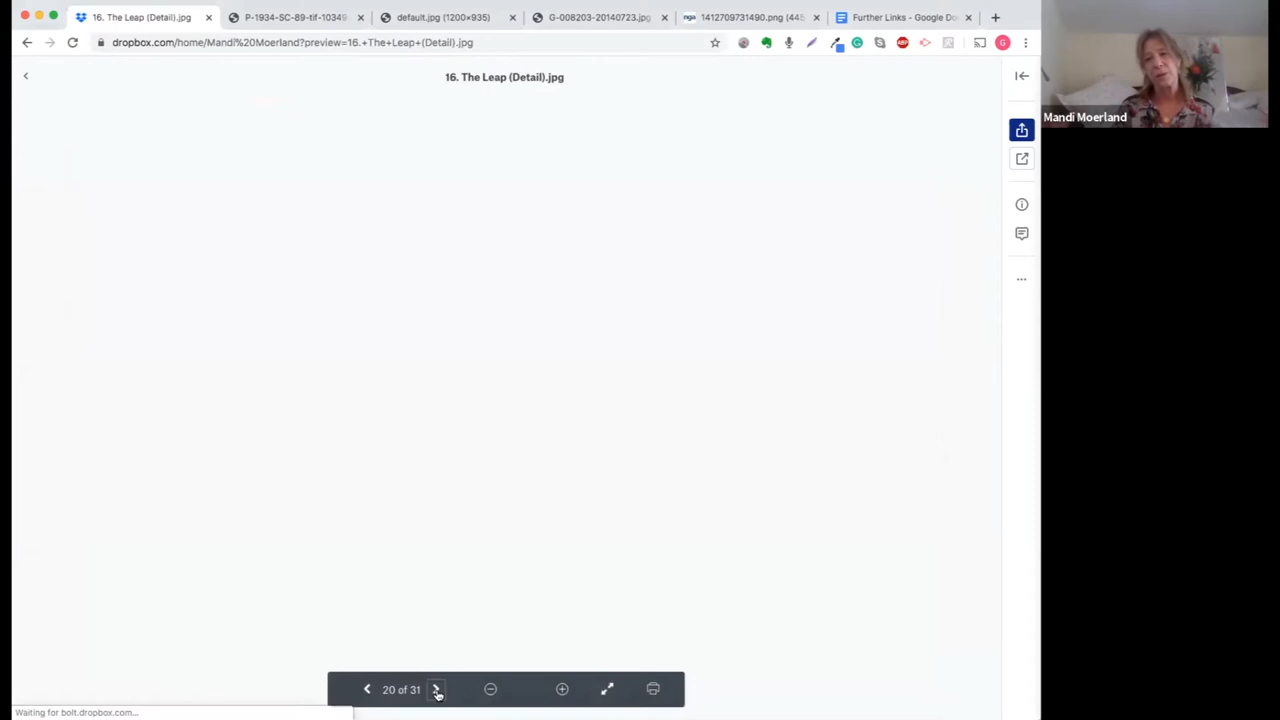 16. The Leap (Detail).jpg
P-1934-SC-89-tif-10349
default.jpg (1200×935)
G-008203-20140723.jpg
nga
1412709731490.png (445
Further Links - Google Do
dropbox.com/home/Mandi%20Moerland?preview=16.+The+Leap+(Detail).jpg
ABP
G
16. The Leap (Detail).jpg
Mandi Moerland
20 of 31
Waiting for bolt.dropbox.com...